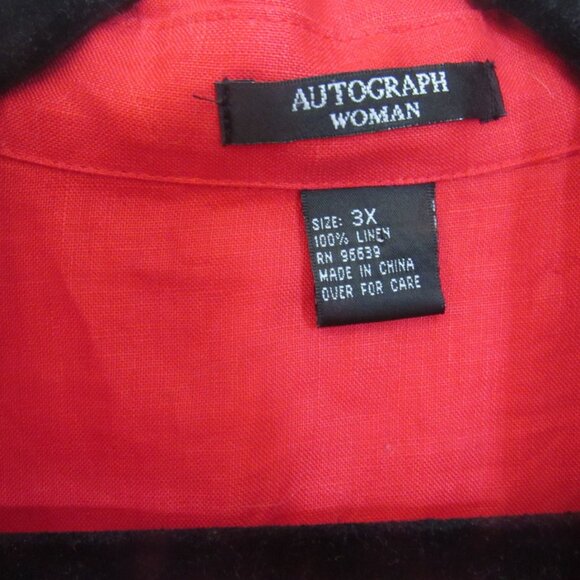 AUTOGRAPH
WOMAN
SIZE: 3X
100% LINEN
RN 96639
MADE IN CHINA
OVER FOR CARE